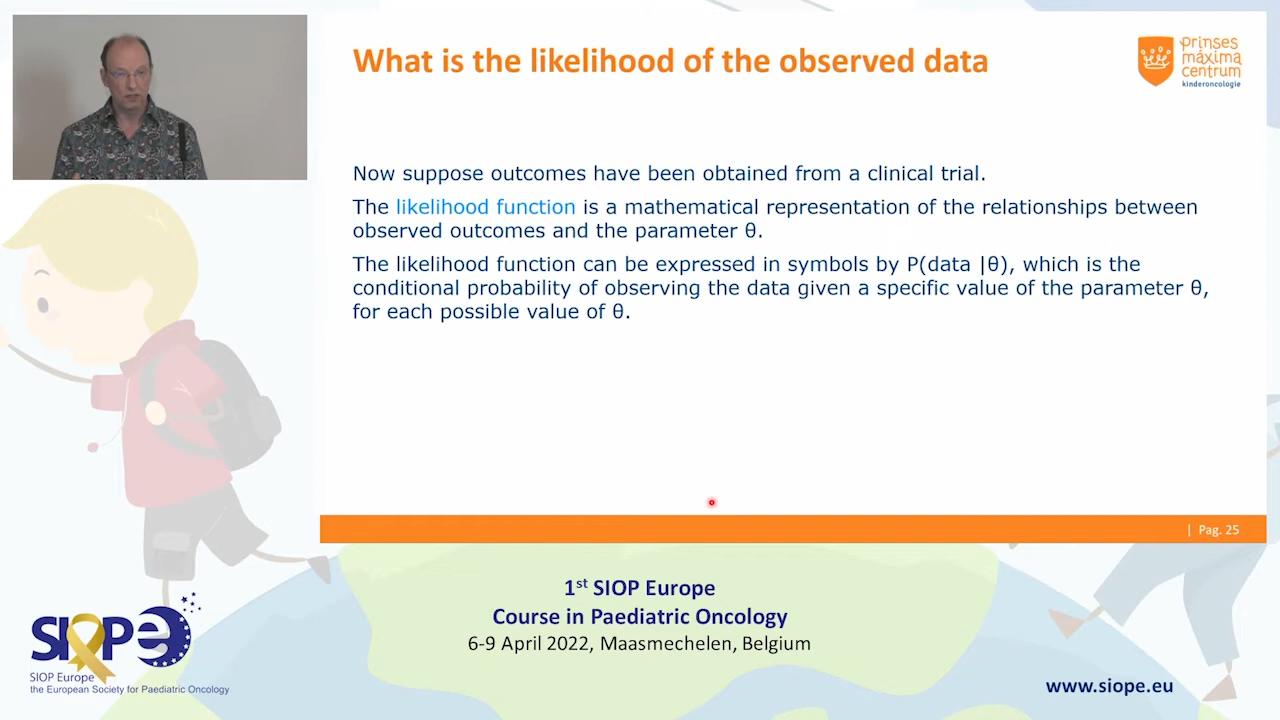 What is the likelihood of the observed data
prinses
máxima
centrum
kinderoncologie
Now suppose outcomes have been obtained from a clinical trial.
The likelihood function is a mathematical representation of the relationships between
observed outcomes and the parameter θ.
The likelihood function can be expressed in symbols by P(data |θ), which is the
conditional probability of observing the data given a specific value of the parameter θ,
for each possible value of θ.
| Pag. 25
1st SIOP Europe
Course in Paediatric Oncology
6-9 April 2022, Maasmechelen, Belgium
SIOPe
SIOP Europe
the European Society for Paediatric Oncology
www.siope.eu